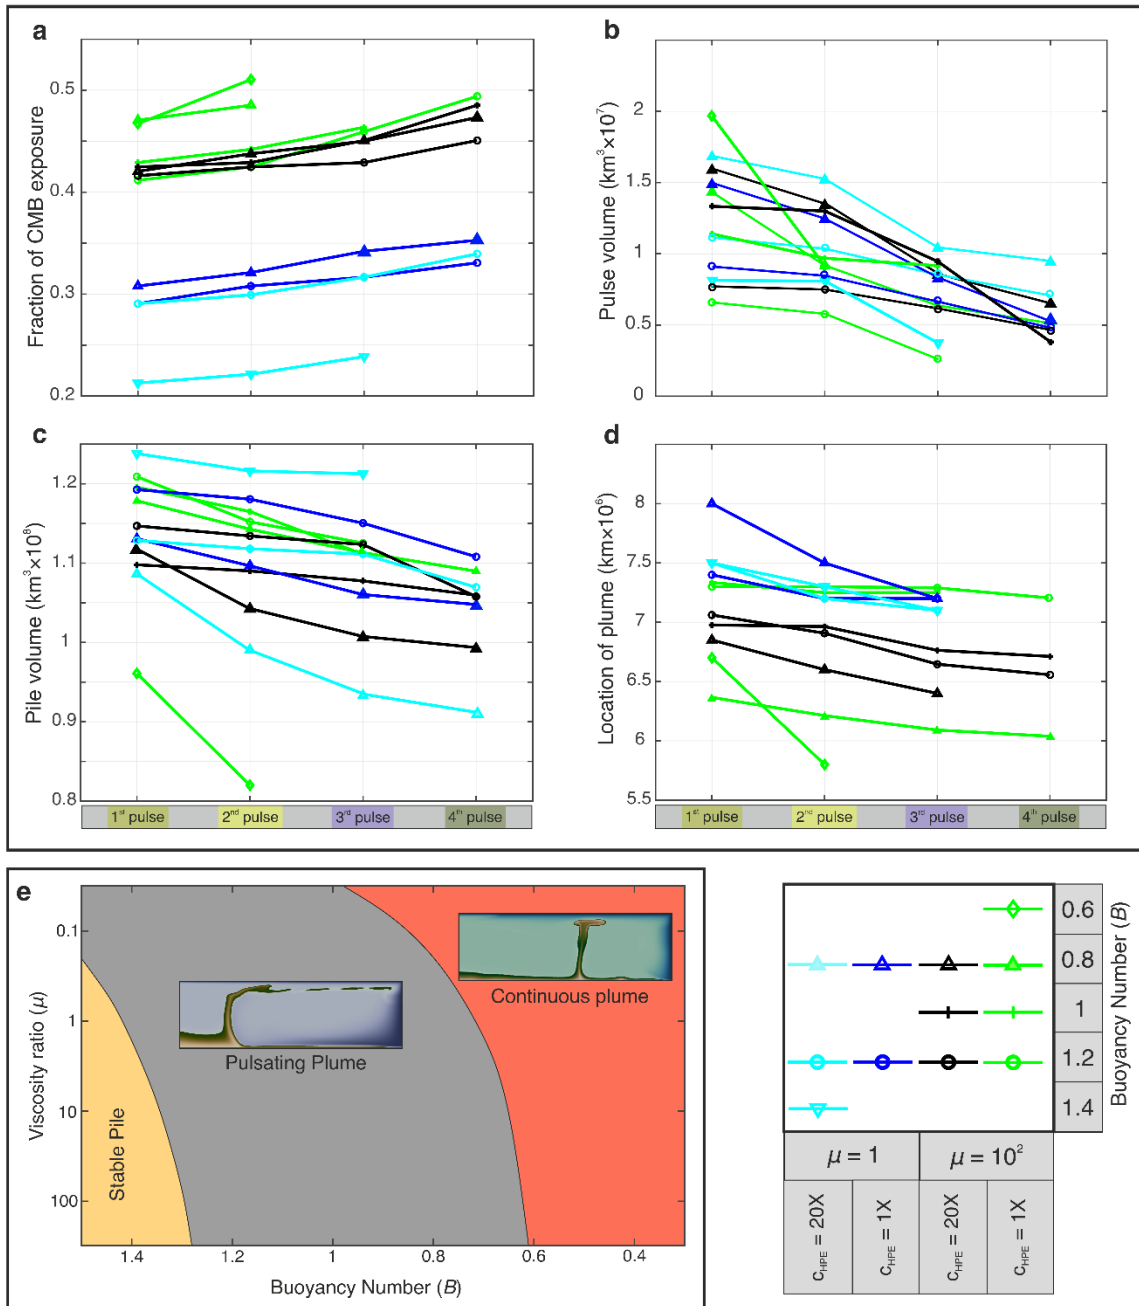 a
Fraction of CMB exposure
0.5
0.4
0.3
0.2
b
Pulse volume (km³×10⁷)
2
1.5
1
0.5
0
c
Pile volume (km³×10⁸)
1.2
1.1
1
0.9
0.8
1st pulse 2nd pulse 3rd pulse 4th pulse
d
Location of plume (km×10⁶)
8
7.5
7
6.5
6
5.5
1st pulse 2nd pulse 3rd pulse 4th pulse
e
Viscosity ratio (μ)
0.1
1
10
100
Stable Pile
Pulsating Plume
Continuous plume
1.4 1.2 1 0.8 0.6 0.4
Buoyancy Number (B)
0.6
0.8
1
1.2
1.4
Buoyancy Number (B)
μ = 1 μ = 10²
c_HPE = 20X c_HPE = 1X c_HPE = 20X c_HPE = 1X